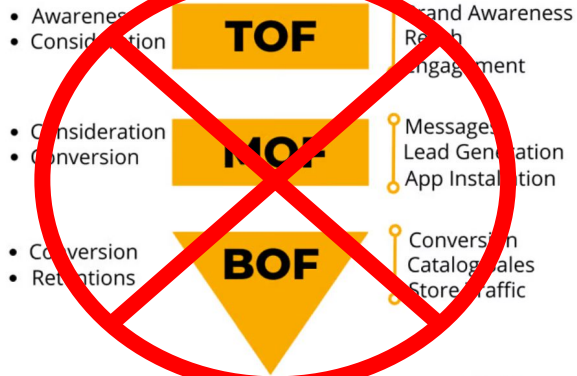 • Awareness
• Consideration
TOF
Brand Awareness
Reach
Engagement
• Consideration
• Conversion
MOF
Messages
Lead Generation
App Installation
• Conversion
• Retentions
BOF
Conversion
Catalog Sales
Store Traffic